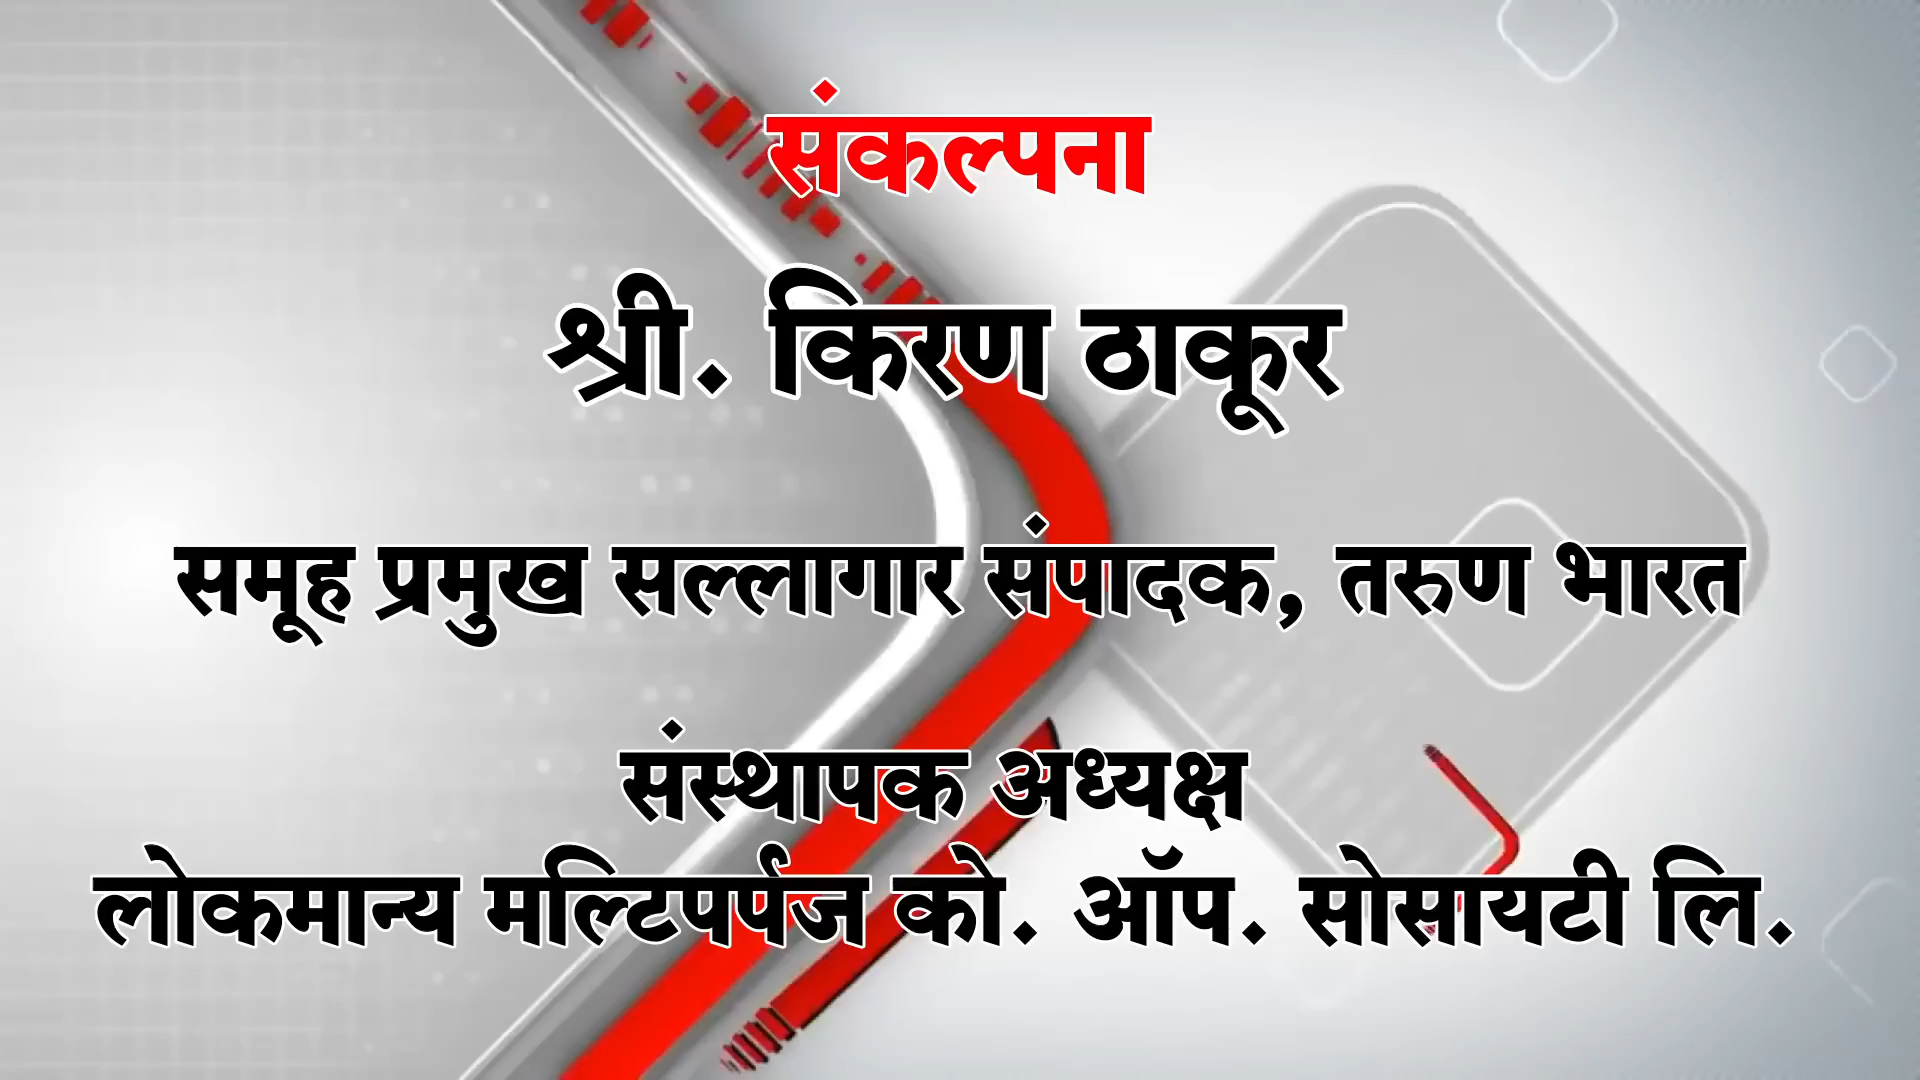 संकल्पना
श्री. किरण ठाकूर
समूह प्रमुख सल्लागार संपादक, तरुण भारत
संस्थापक अध्यक्ष
लोकमान्य मल्टिपर्पज को. ऑप. सोसायटी लि.